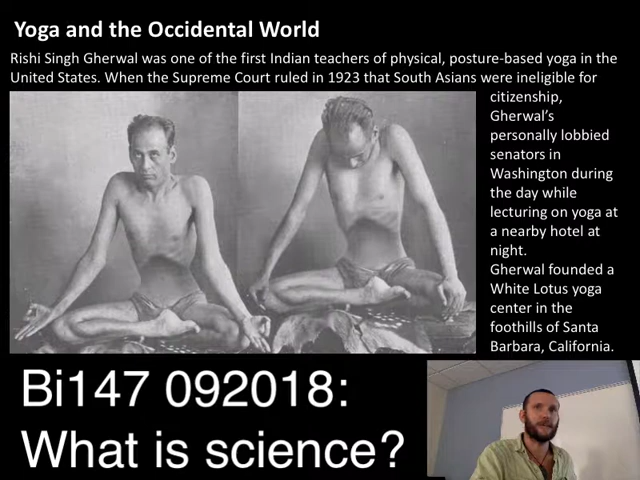 Yoga and the Occidental World
Rishi Singh Gherwal was one of the first Indian teachers of physical, posture-based yoga in the
United States. When the Supreme Court ruled in 1923 that South Asians were ineligible for
citizenship,
Gherwal’s
personally lobbied
senators in
Washington during
the day while
lecturing on yoga at
a nearby hotel at
night.
Gherwal founded a
White Lotus yoga
center in the
foothills of Santa
Barbara, California.
Bi147 092018:
What is science?